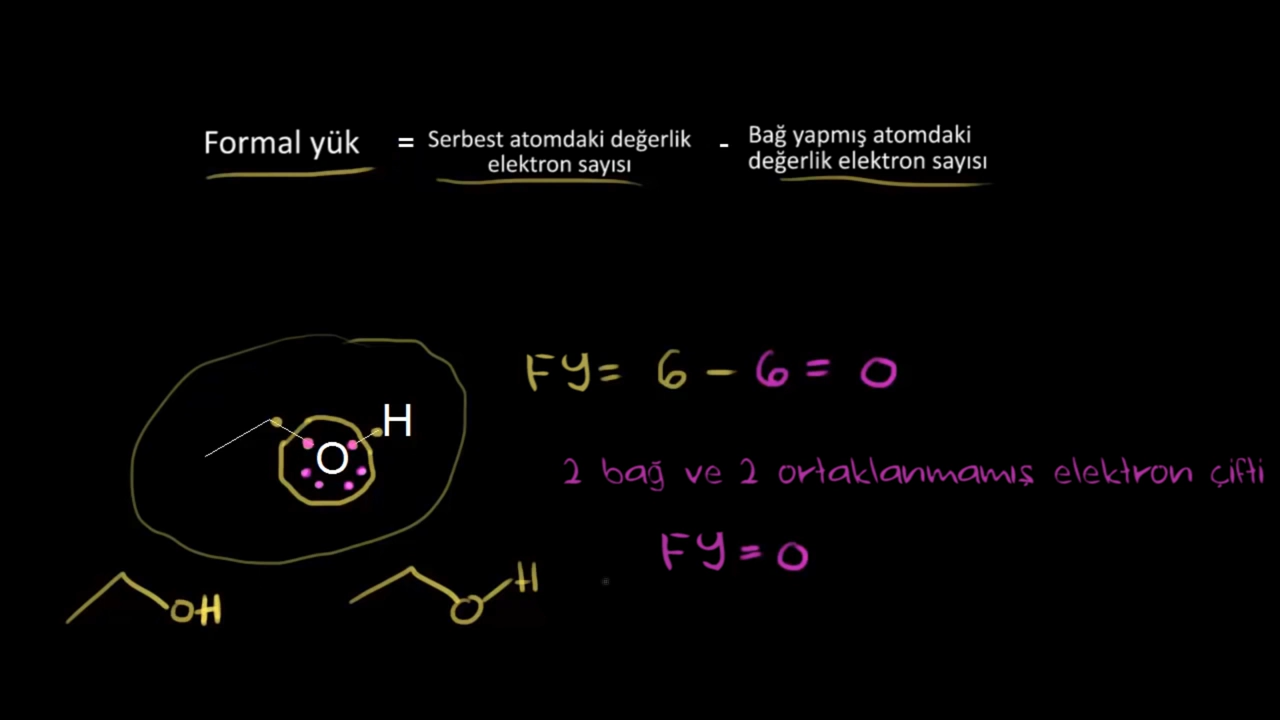 Formal yük = Serbest atomdaki değerlik elektron sayısı - Bağ yapmış atomdaki değerlik elektron sayısı
FY = 6 - 6 = 0
H
O
2 bağ ve 2 ortaklanmamış elektron çifti
FY = 0
OH
O H